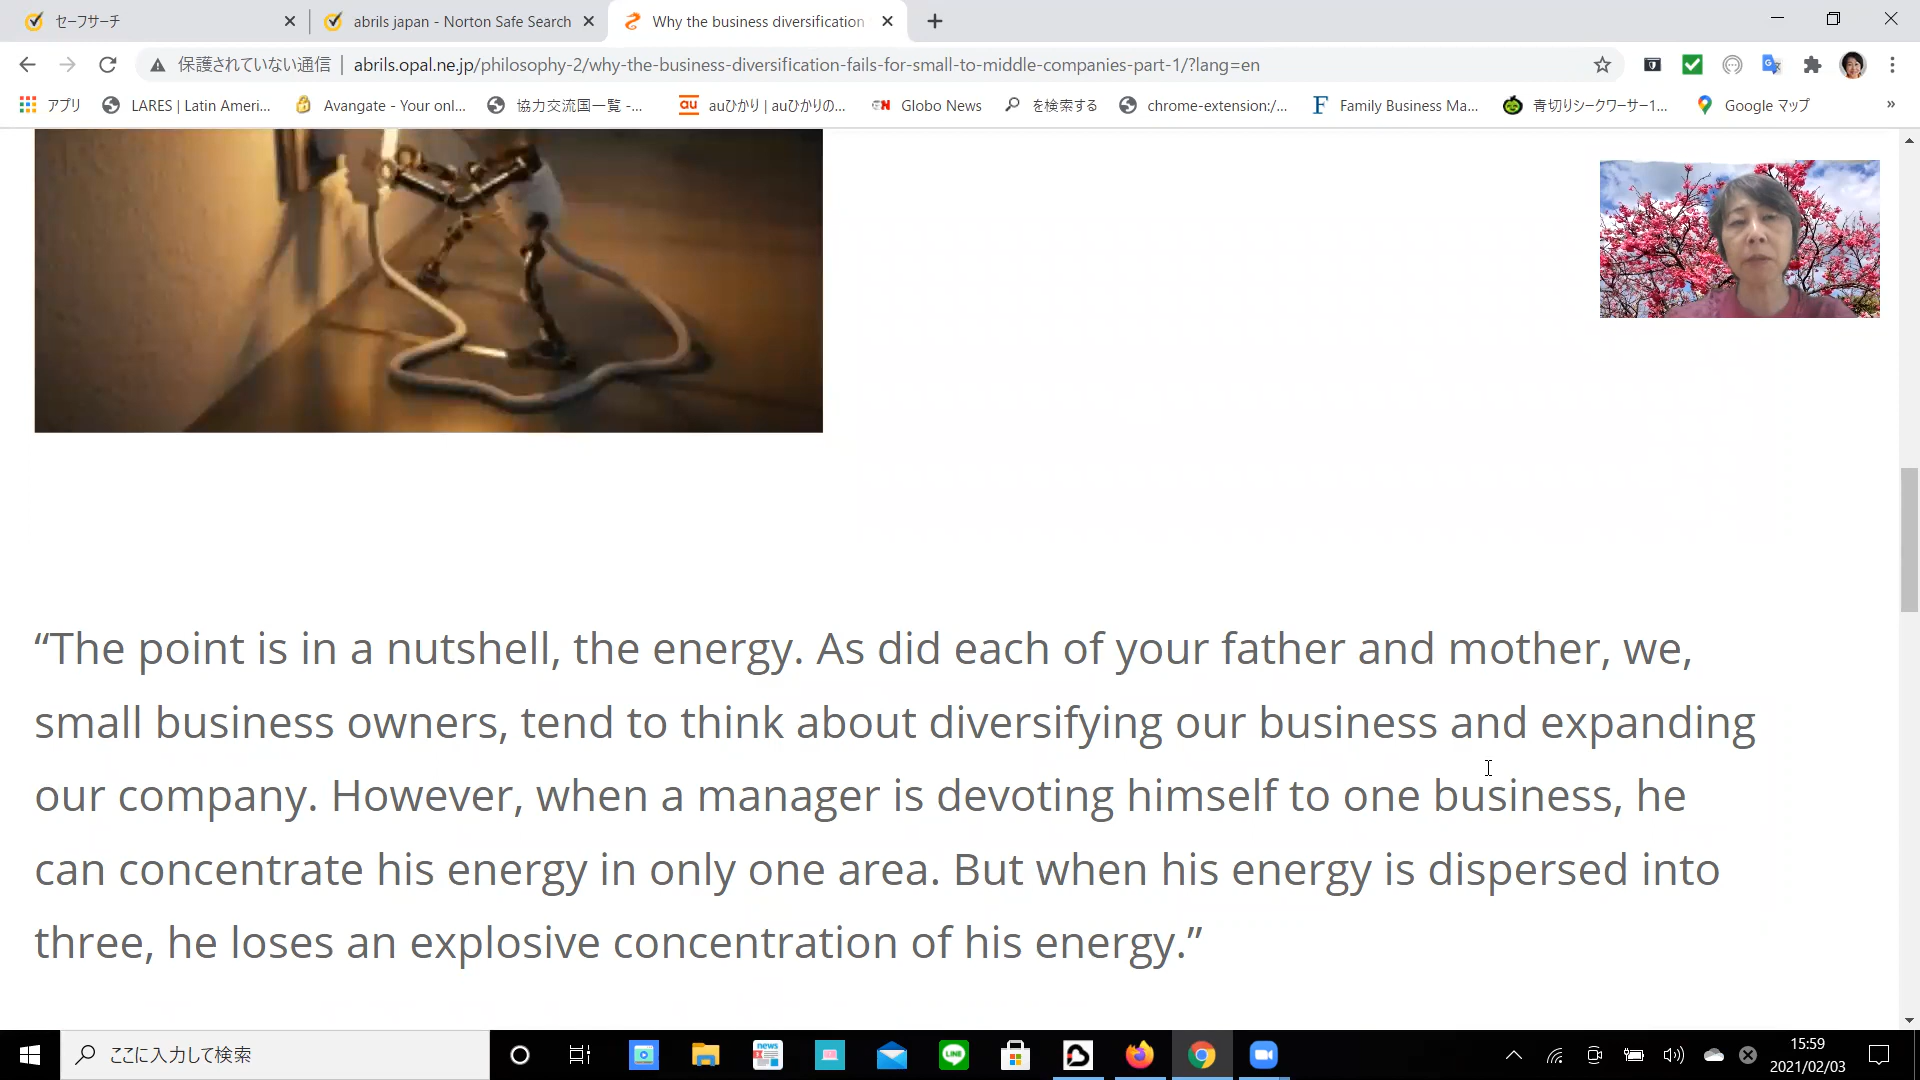 セーフサーチ
abrils japan - Norton Safe Search
Why the business diversification
保護されていない通信
abrils.opal.ne.jp/philosophy-2/why-the-business-diversification-fails-for-small-to-middle-companies-part-1/?lang=en
アプリ
LARES | Latin Ameri...
Avangate - Your onl...
協力交流国一覧 -...
au
auひかり | auひかりの...
Globo News
を検索する
chrome-extension:/...
Family Business Ma...
青切りシークワーサー1...
Google マップ
»
“The point is in a nutshell, the energy. As did each of your father and mother, we,
small business owners, tend to think about diversifying our business and expanding
our company. However, when a manager is devoting himself to one business, he
can concentrate his energy in only one area. But when his energy is dispersed into
three, he loses an explosive concentration of his energy.”
ここに入力して検索
news
LINE
15:59
2021/02/03